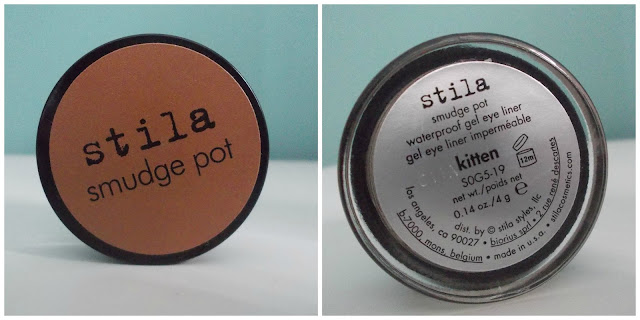 stila
smudge pot
stila
smudge pot
waterproof gel eye liner
gel eye liner imperméable
kitten
S0G5-19
12m
net wt./poids net
0.14 oz/4 g e
dist. by © stila styles, llc
los angeles, ca 90027 • biorius sprl • 2 rue rené descartes
b-7000, mons, belgium • made in u.s.a. • stilacosmetics.com